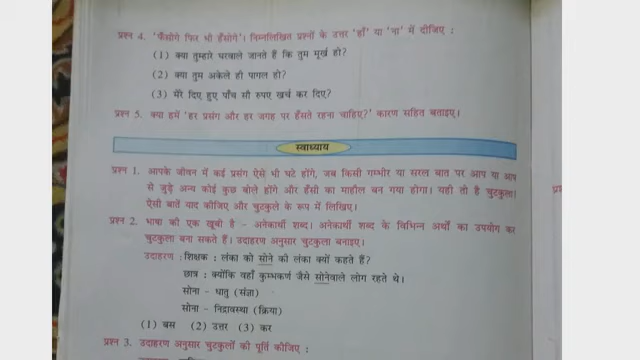 प्रश्न 4. 'फँसोगे फिर भी हँसोगे'। निम्नलिखित प्रश्नों के उत्तर 'हाँ' या 'ना' में दीजिए :
(1) क्या तुम्हारे घरवाले जानते हैं कि तुम मूर्ख हो?
(2) क्या तुम अकेले ही पागल हो?
(3) मेरे दिए हुए पाँच सौ रुपए खर्च कर दिए?
प्रश्न 5. क्या हमें 'हर प्रसंग और हर जगह पर हँसते रहना चाहिए?' कारण सहित बताइए।
स्वाध्याय
प्रश्न 1. आपके जीवन में कई प्रसंग ऐसे भी घटे होंगे, जब किसी गम्भीर या सरल बात पर आप या आप
से जुड़े अन्य कोई कुछ बोले होंगे और हँसी का माहौल बन गया होगा। यही तो है चुटकुला।
ऐसी बातें याद कीजिए और चुटकुले के रूप में लिखिए।
प्रश्न 2. भाषा की एक खूबी है - अनेकार्थी शब्द। अनेकार्थी शब्द के विभिन्न अर्थों का उपयोग कर
चुटकुला बना सकते हैं। उदाहरण अनुसार चुटकुला बनाइए।
उदाहरण : शिक्षक : लंका को सोने की लंका क्यों कहते हैं?
छात्र : क्योंकि यहाँ कुम्भकर्ण जैसे सोनेवाले लोग रहते थे।
सोना - धातु (संज्ञा)
सोना - निद्रावस्था (क्रिया)
(1) बस (2) उत्तर (3) कर
प्रश्न 3. उदाहरण अनुसार चुटकुलों की पूर्ति कीजिए :